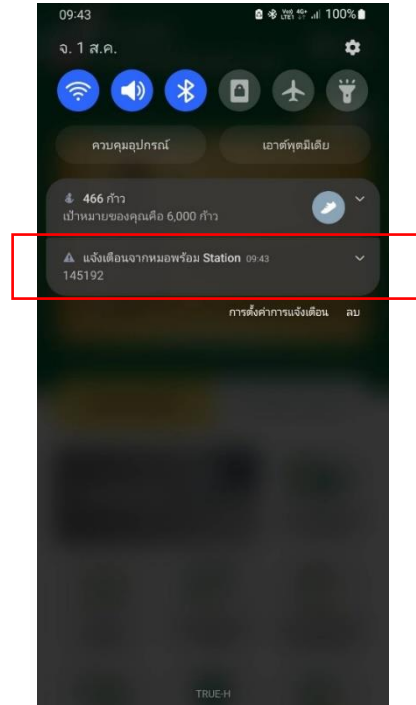 09:43
Vo) 4G+ LTE1 100%
จ. 1 ส.ค.
ควบคุมอุปกรณ์ เอาต์พุตมีเดีย
466 ก้าว
เป้าหมายของคุณคือ 6,000 ก้าว
แจ้งเตือนจากหมอพร้อม Station 09:43
145192
การตั้งค่าการแจ้งเตือน ลบ
TRUE-H